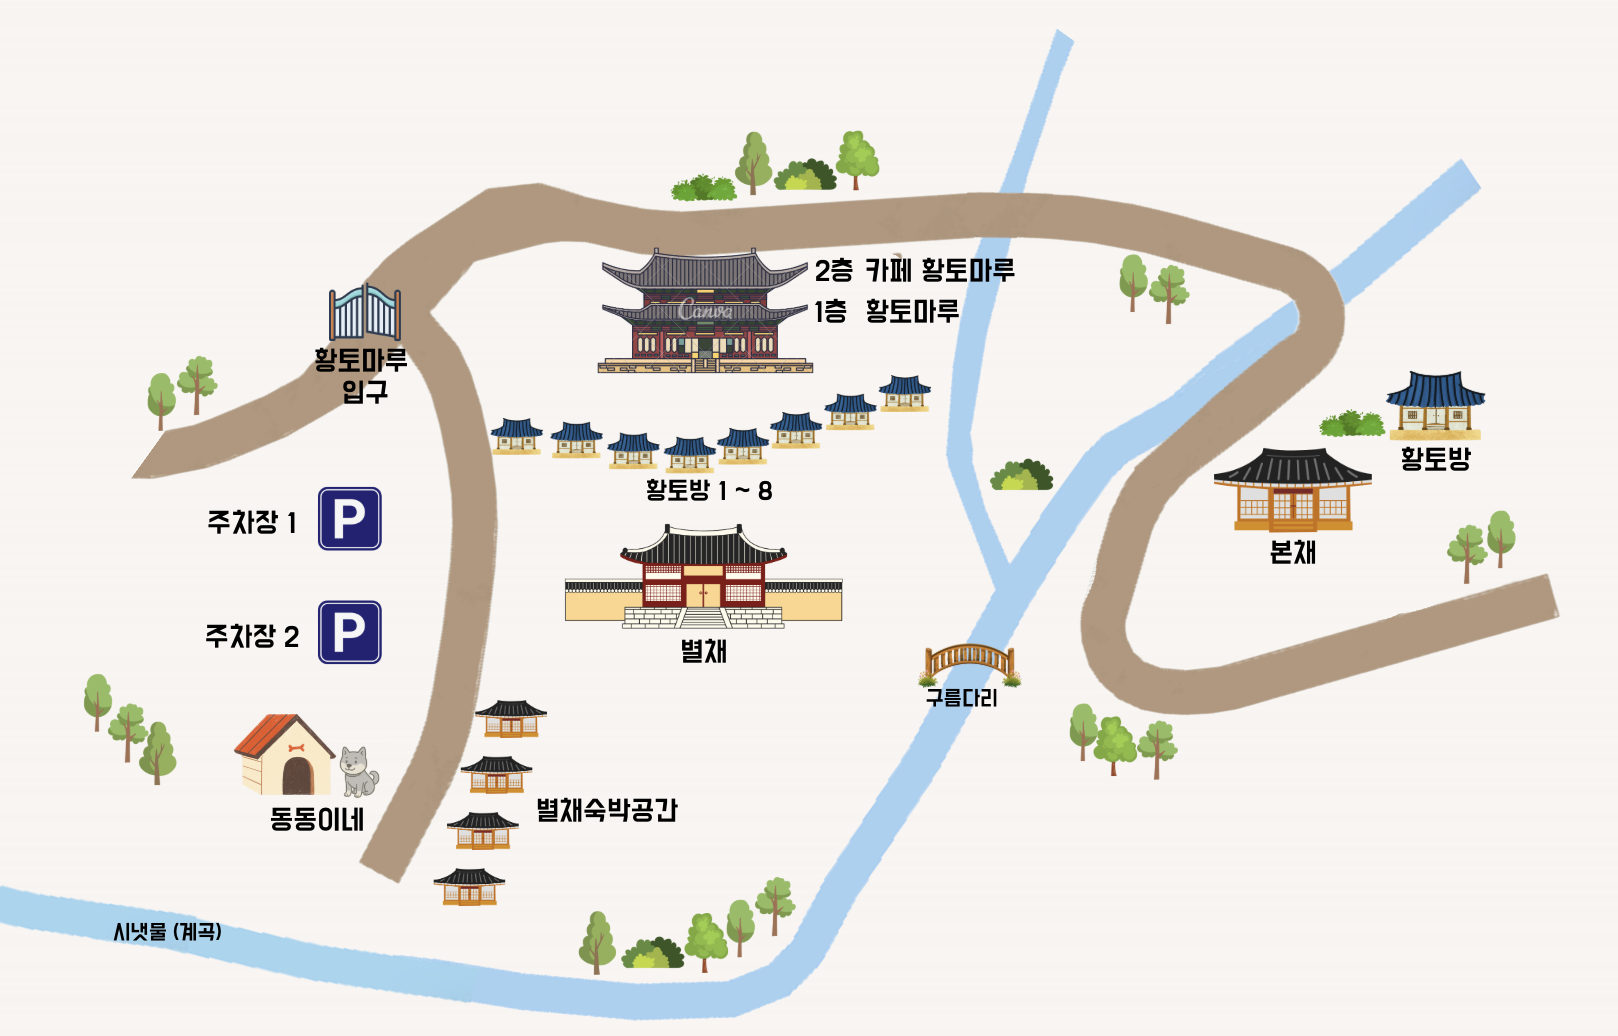 2층 카페 황토마루
1층 황토마루
Canva
황토마루
입구
황토방
황토방 1 ~ 8
주차장 1
P
본채
주차장 2
P
별채
구름다리
별채숙박공간
동동이네
시냇물 (계곡)